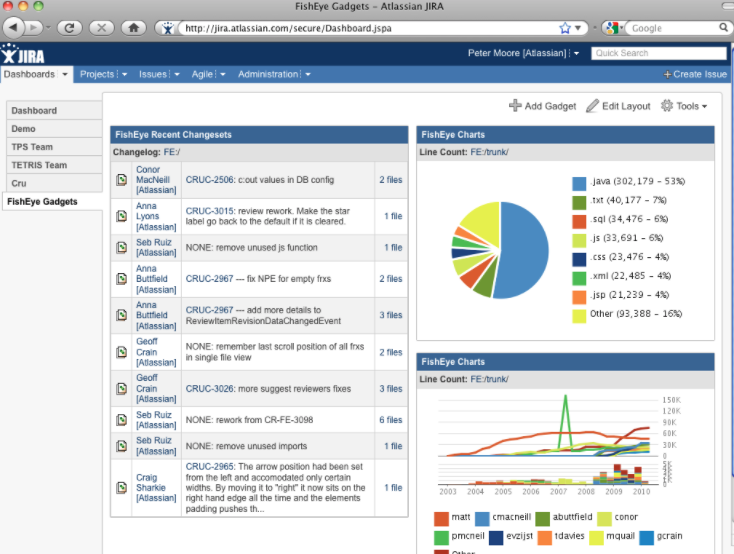 FishEye Gadgets – Atlassian JIRA
http://jira.atlassian.com/secure/Dashboard.jspa
Google
JIRA
Peter Moore [Atlassian]
Quick Search
Dashboards
Projects
Issues
Agile
Administration
+ Create Issue
Add Gadget
Edit Layout
Tools
Dashboard
Demo
TPS Team
TETRIS Team
Cru
FishEye Gadgets
FishEye Recent Changesets
Changelog: FE:/
Conor
MacNeill
[Atlassian]
CRUC-2506: c:out values in DB config
2 files
Anna
Lyons
[Atlassian]
CRUC-3015: review rework. Make the star
label go back to the default if it is cleared.
1 file
Seb Ruiz
[Atlassian]
NONE: remove unused js function
1 file
Anna
Buttfield
[Atlassian]
CRUC-2967 --- fix NPE for empty frxs
2 files
Anna
Buttfield
[Atlassian]
CRUC-2967 --- add more details to
ReviewItemRevisionDataChangedEvent
3 files
Geoff
Crain
[Atlassian]
NONE: remember last scroll position of all frxs
in single file view
2 files
Geoff
Crain
[Atlassian]
CRUC-3026: more suggest reviewers fixes
3 files
Seb Ruiz
[Atlassian]
NONE: rework from CR-FE-3098
6 files
Seb Ruiz
[Atlassian]
NONE: remove unused imports
1 file
Craig
Sharkie
[Atlassian]
CRUC-2965: The arrow position had been set
from the left and accomodated only certain
widths. By moving it to "right" it now sits on the
right hand edge all the time and the elements
padding pushes th...
1 file
FishEye Charts
Line Count: FE:/trunk/
.java (302,179 – 53%)
.txt (40,177 – 7%)
.sql (34,476 – 6%)
.js (33,691 – 6%)
.css (23,476 – 4%)
.xml (22,485 – 4%)
.jsp (21,239 – 4%)
Other (93,388 – 16%)
FishEye Charts
Line Count: FE:/trunk/
150K
120K
90K
60K
30K
0
2003 2004 2005 2006 2007 2008 2009 2010
matt cmacneill abuttfield conor
pmcneil evzijst tdavies mquail gcrain
Other